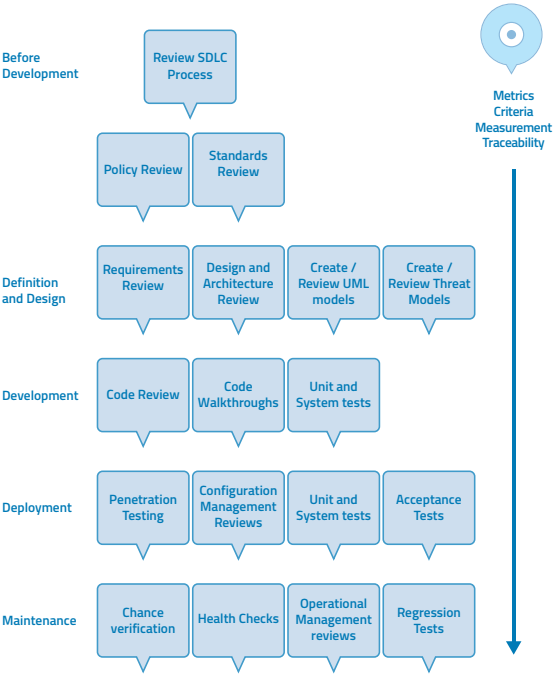 Before
Development
Review SDLC
Process
Metrics
Criteria
Measurement
Traceability
Policy Review
Standards
Review
Definition
and Design
Requirements
Review
Design and
Architecture
Review
Create /
Review UML
models
Create /
Review Threat
Models
Development
Code Review
Code
Walkthroughs
Unit and
System tests
Deployment
Penetration
Testing
Configuration
Management
Reviews
Unit and
System tests
Acceptance
Tests
Maintenance
Chance
verification
Health Checks
Operational
Management
reviews
Regression
Tests